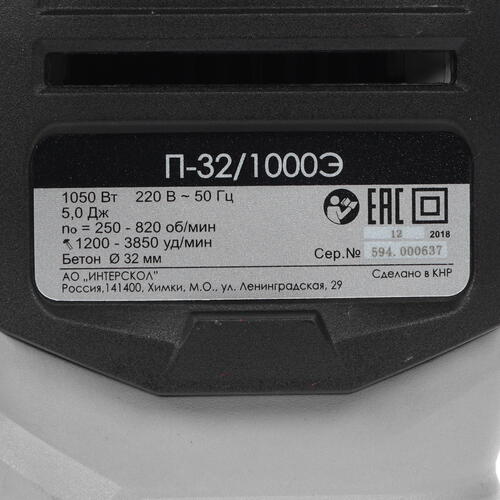 П-32/1000Э
1050 Вт 220 В ~ 50 Гц
5,0 Дж
no = 250 - 820 об/мин
1200 - 3850 уд/мин
Бетон Ø 32 мм
EAC
12 2018
Сер.№ 594.000637
АО „ИНТЕРСКОЛ"
Россия,141400, Химки, М.О., ул. Ленинградская, 29
Сделано в КНР